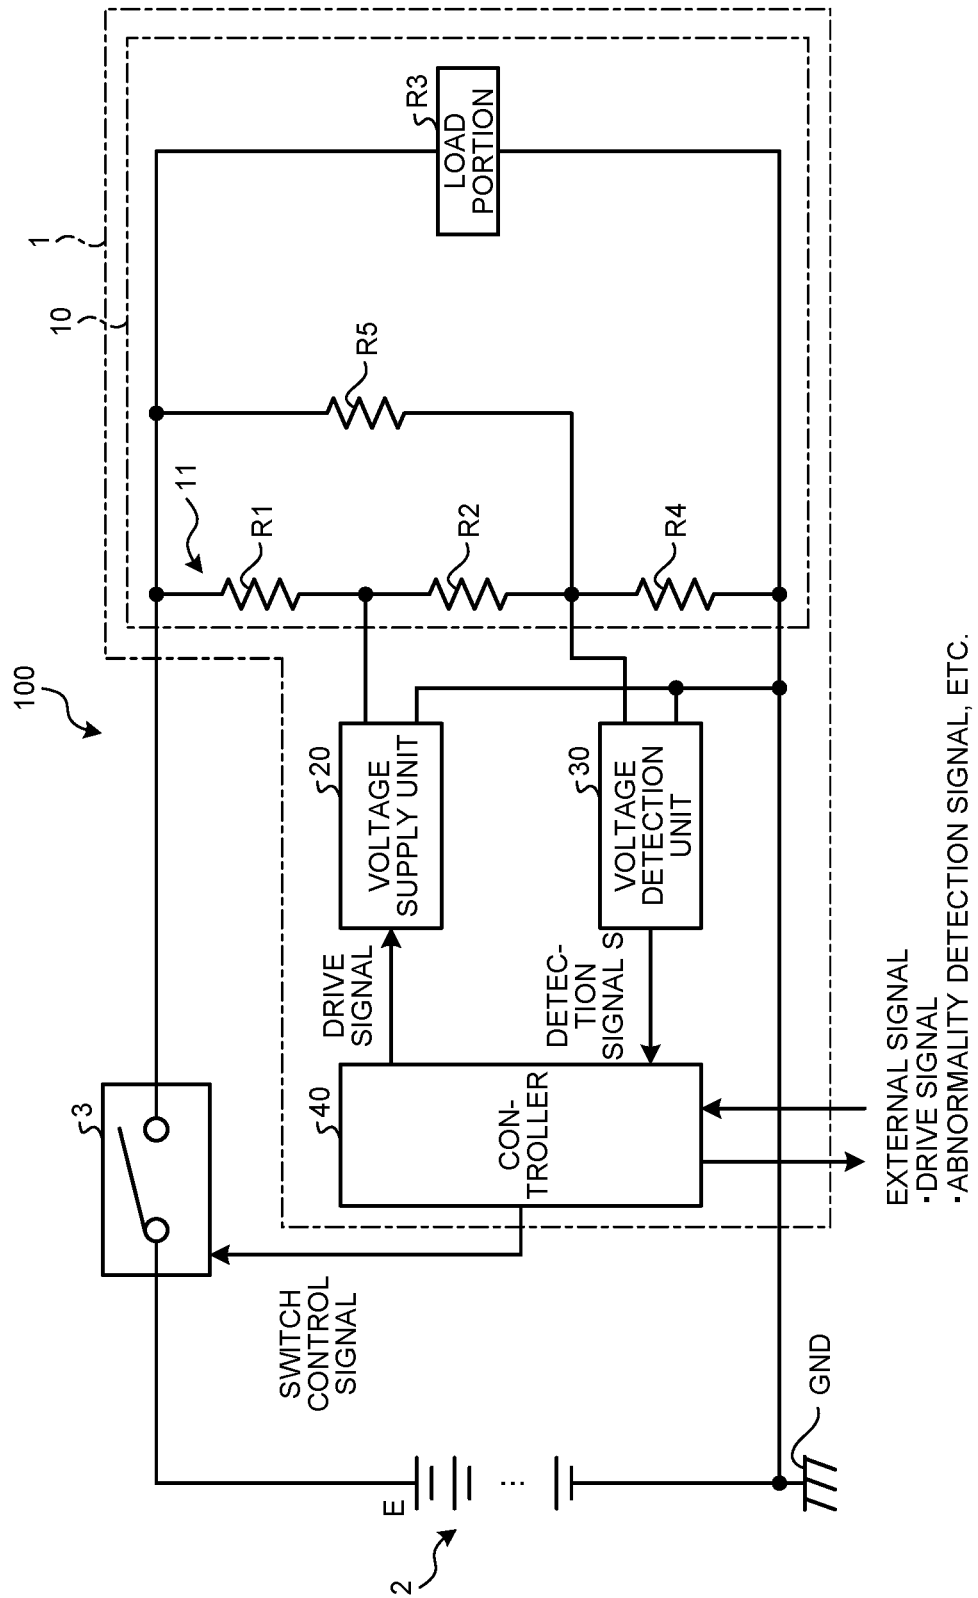 100
1
10
11
3
SWITCH
CONTROL
SIGNAL
E
2
40
CON-
TROLLER
DRIVE
SIGNAL
DETEC-
TION
SIGNAL S
20
VOLTAGE
SUPPLY UNIT
30
VOLTAGE
DETECTION
UNIT
R1
R2
R4
R5
R3
LOAD
PORTION
GND
EXTERNAL SIGNAL
・DRIVE SIGNAL
・ABNORMALITY DETECTION SIGNAL, ETC.